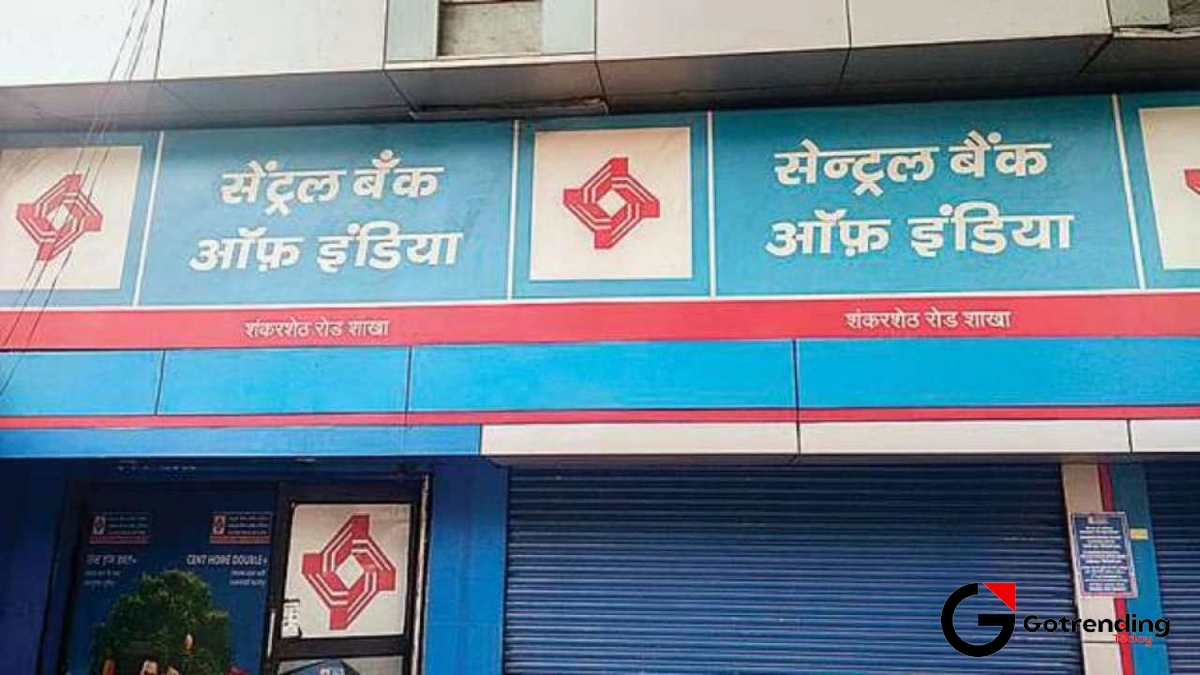 सेंट्रल बँक
ऑफ़ इंडिया
सेन्ट्रल बैंक
ऑफ़ इंडिया
शंकरशेठ रोड शाखा
शंकरशेठ रोड शाखा
CENT HOME DOUBLE+
Gotrending
Today